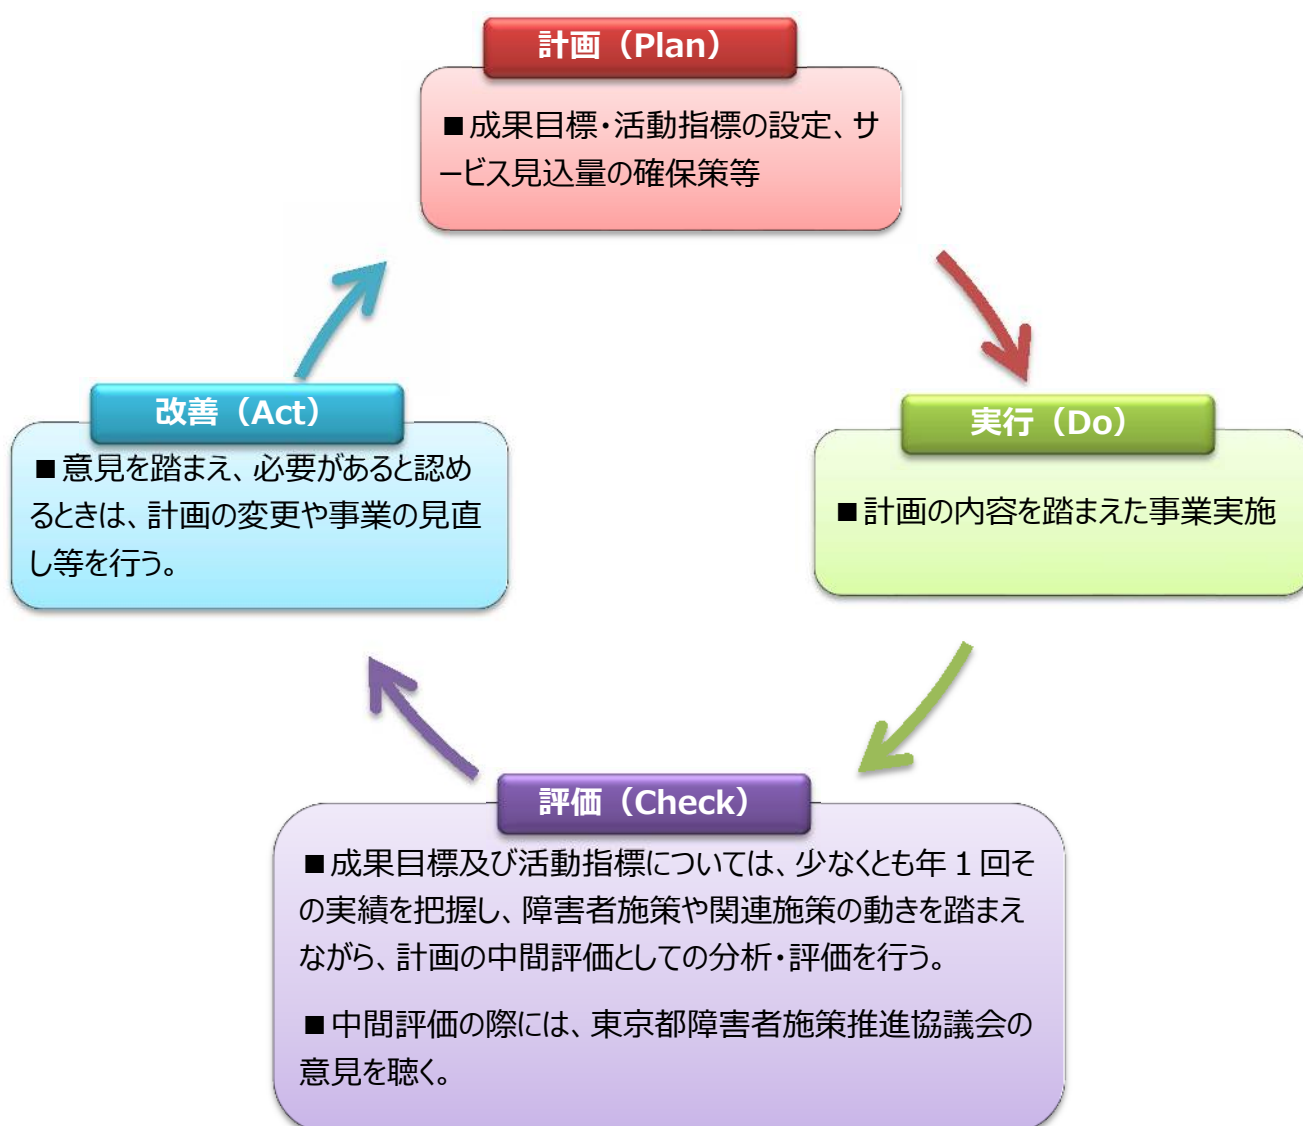 計画（Plan）
■成果目標・活動指標の設定、サ
ービス見込量の確保策等
改善（Act）
■意見を踏まえ、必要があると認め
るときは、計画の変更や事業の見直
し等を行う。
実行（Do）
■計画の内容を踏まえた事業実施
評価（Check）
■成果目標及び活動指標については、少なくとも年１回そ
の実績を把握し、障害者施策や関連施策の動きを踏まえ
ながら、計画の中間評価としての分析・評価を行う。
■中間評価の際には、東京都障害者施策推進協議会の
意見を聴く。